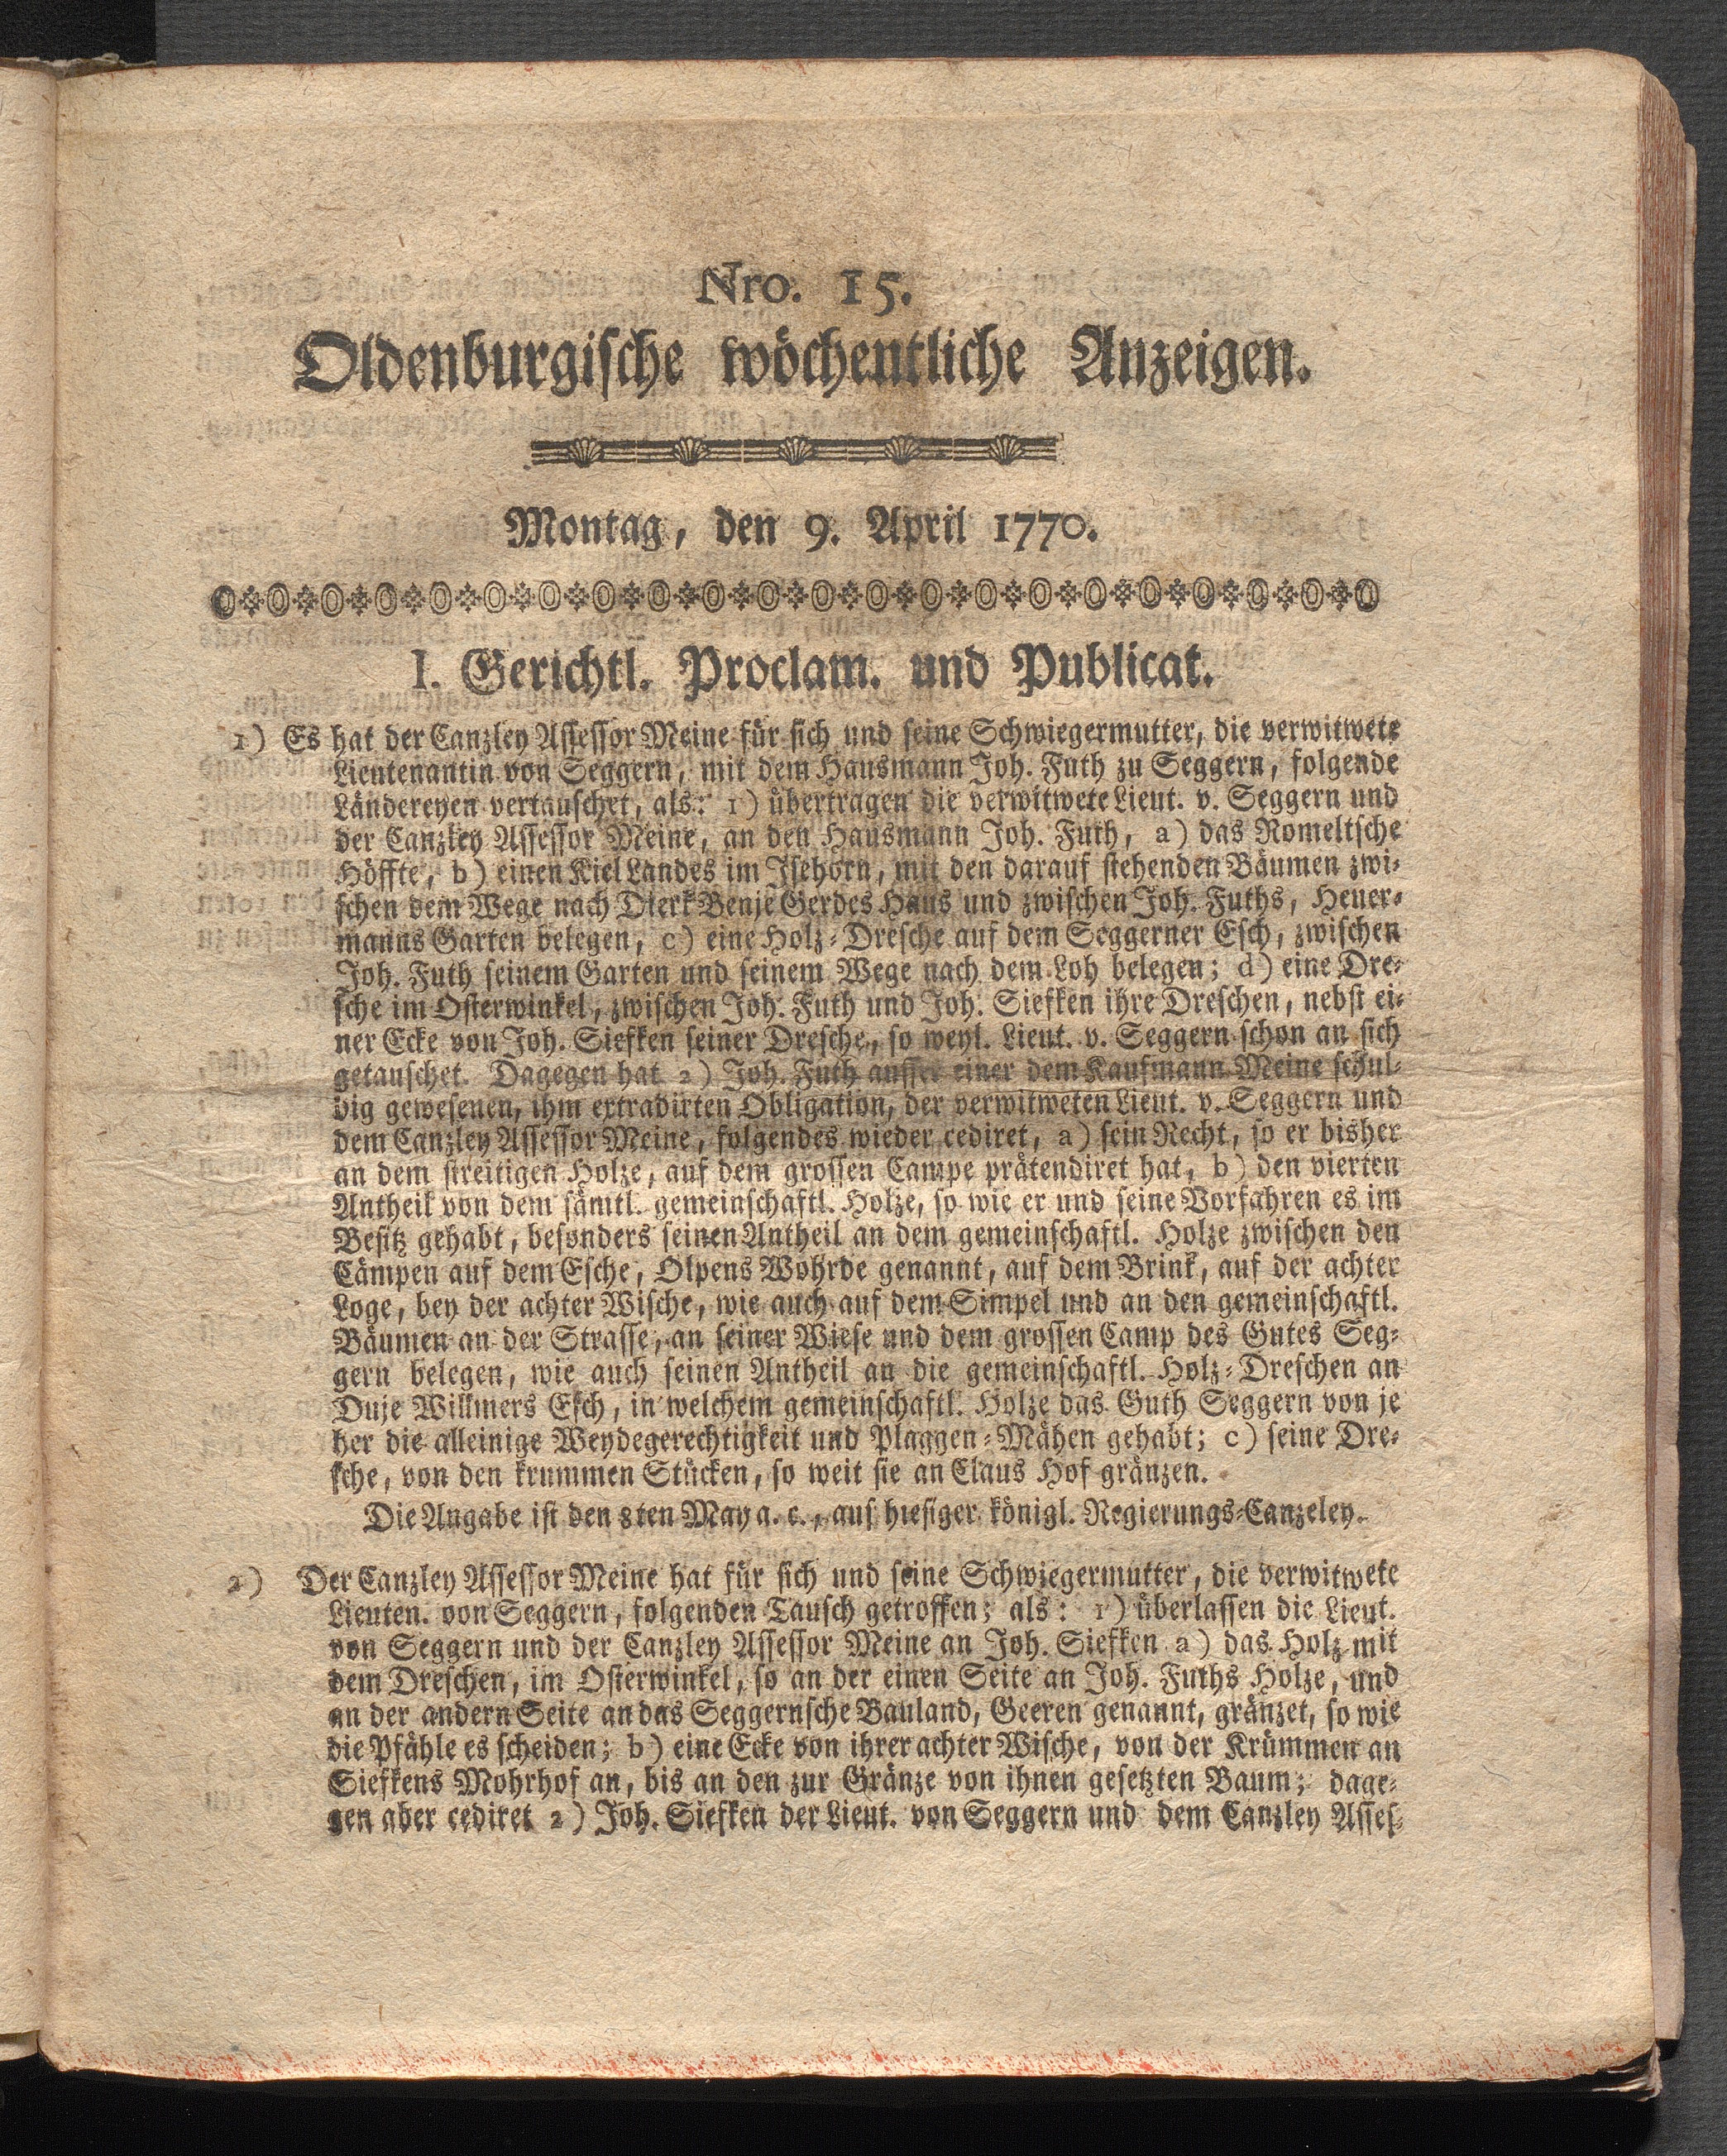 Nro. 15.
Oldenburgische wöchentliche Anzeigen.
Montag, den 9. April 1770.
I. Gerichtl. Proclam. und Publicat.
1) Es hat der Canzley Assessor Meine für sich und seine Schwiegermutter, die verwitwete
Lieutenantin von Seggern, mit dem Hausmann Joh. Futh zu Seggern, folgende
Ländereyen vertauschet, als: 1) übertragen die verwitwete Lieut. v. Seggern und
der Canzley Assessor Meine, an den Hausmann Joh. Futh, a) das Romeltsche
Höffte, b) einen Kiel Landes im Isehorn, mit den darauf stehenden Bäumen zwi-
schen dem Wege nach Dierk Benje Gerdes Haus und zwischen Joh. Fuths, Heuer-
manns Garten belegen, c) eine Holz-Dresche auf dem Seggerner Esch, zwischen
Joh. Futh seinem Garten und seinem Wege nach dem Loh belegen; d) eine Dre-
sche im Osterwinkel, zwischen Joh. Futh und Joh. Siefken ihre Dreschen, nebst ei-
ner Ecke von Joh. Siefken seiner Dresche, so weyl. Lieut. v. Seggern schon an sich
getauschet. Dagegen hat 2) Joh. Futh ausser einer dem Kaufmann Meine schul-
dig gewesenen, ihm extradirten Obligation, der verwitweten Lieut. v. Seggern und
dem Canzley Assessor Meine, folgendes wieder cediret, a) sein Recht, so er bisher
an dem streitigen Holze, auf dem grossen Campe prätendiret hat, b) den vierten
Antheil von dem sämtl. gemeinschaftl. Holze, so wie er und seine Vorfahren es im
Besitz gehabt, besonders seinen Antheil an dem gemeinschaftl. Holze zwischen den
Cämpen auf dem Esche, Olpens Wohrde genannt, auf dem Brink, auf der achter
Loge, bey der achter Wische, wie auch auf dem Simpel und an den gemeinschaftl.
Bäumen an der Strasse, an seiner Wiese und dem grossen Camp des Gutes Seg-
gern belegen, wie auch seinen Antheil an die gemeinschaftl. Holz-Dreschen an
Duje Willmers Esch, in welchem gemeinschaftl. Holze das Guth Seggern von je
her die alleinige Weydegerechtigkeit und Plaggen-Mähen gehabt; c) seine Dre-
sche, von den krummen Stücken, so weit sie an Claus Hof gränzen.
Die Angabe ist den 8ten May a. c., auf hiesiger königl. Regierungs-Canzeley.
2) Der Canzley Assessor Meine hat für sich und seine Schwiegermutter, die verwitwete
Lieuten. von Seggern, folgenden Tausch getroffen; als: 1) überlassen die Lieut.
von Seggern und der Canzley Assessor Meine an Joh. Siefken a) das Holz mit
dem Dreschen, im Osterwinkel, so an der einen Seite an Joh. Fuths Holze, und
an der andern Seite an das Seggernsche Bauland, Geeren genannt, gränzet, so wie
die Pfähle es scheiden; b) eine Ecke von ihrer achter Wische, von der Krümmen an
Siefkens Mohrhof an, bis an den zur Gränze von ihnen gesetzten Baum; dage-
gen aber cediret 2) Joh. Siefken der Lieut. von Seggern und dem Canzley Asses-